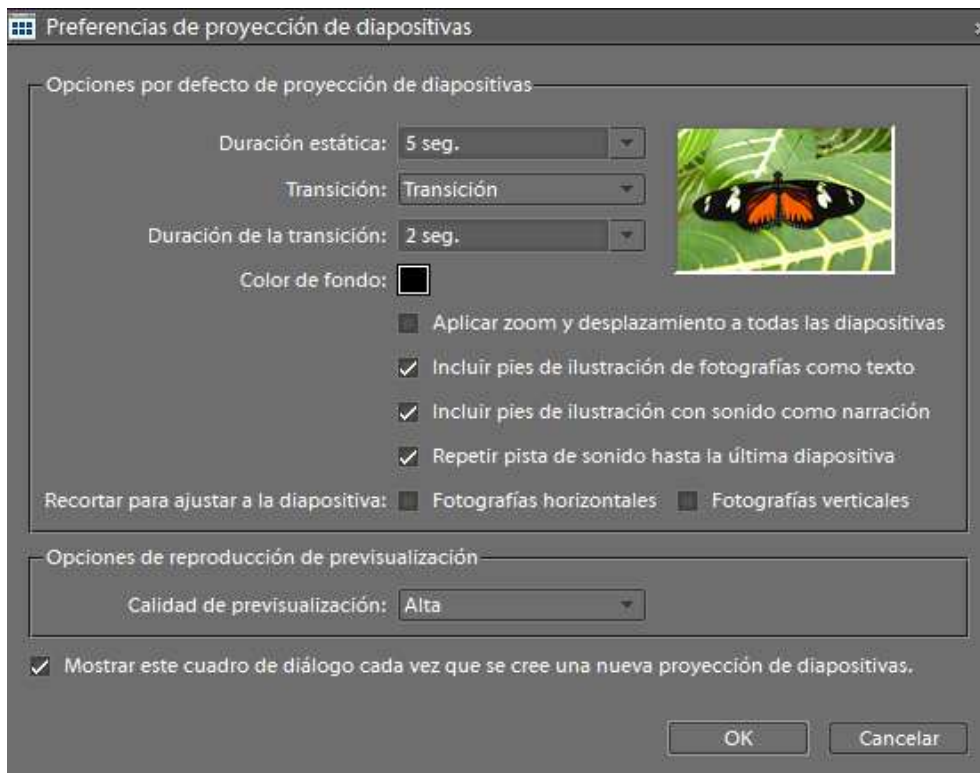 Preferencias de proyección de diapositivas
Opciones por defecto de proyección de diapositivas
Duración estática: 5 seg.
Transición: Transición
Duración de la transición: 2 seg.
Color de fondo:
Aplicar zoom y desplazamiento a todas las diapositivas
Incluir pies de ilustración de fotografías como texto
Incluir pies de ilustración con sonido como narración
Repetir pista de sonido hasta la última diapositiva
Recortar para ajustar a la diapositiva: Fotografías horizontales Fotografías verticales
Opciones de reproducción de previsualización
Calidad de previsualización: Alta
Mostrar este cuadro de diálogo cada vez que se cree una nueva proyección de diapositivas.
OK Cancelar